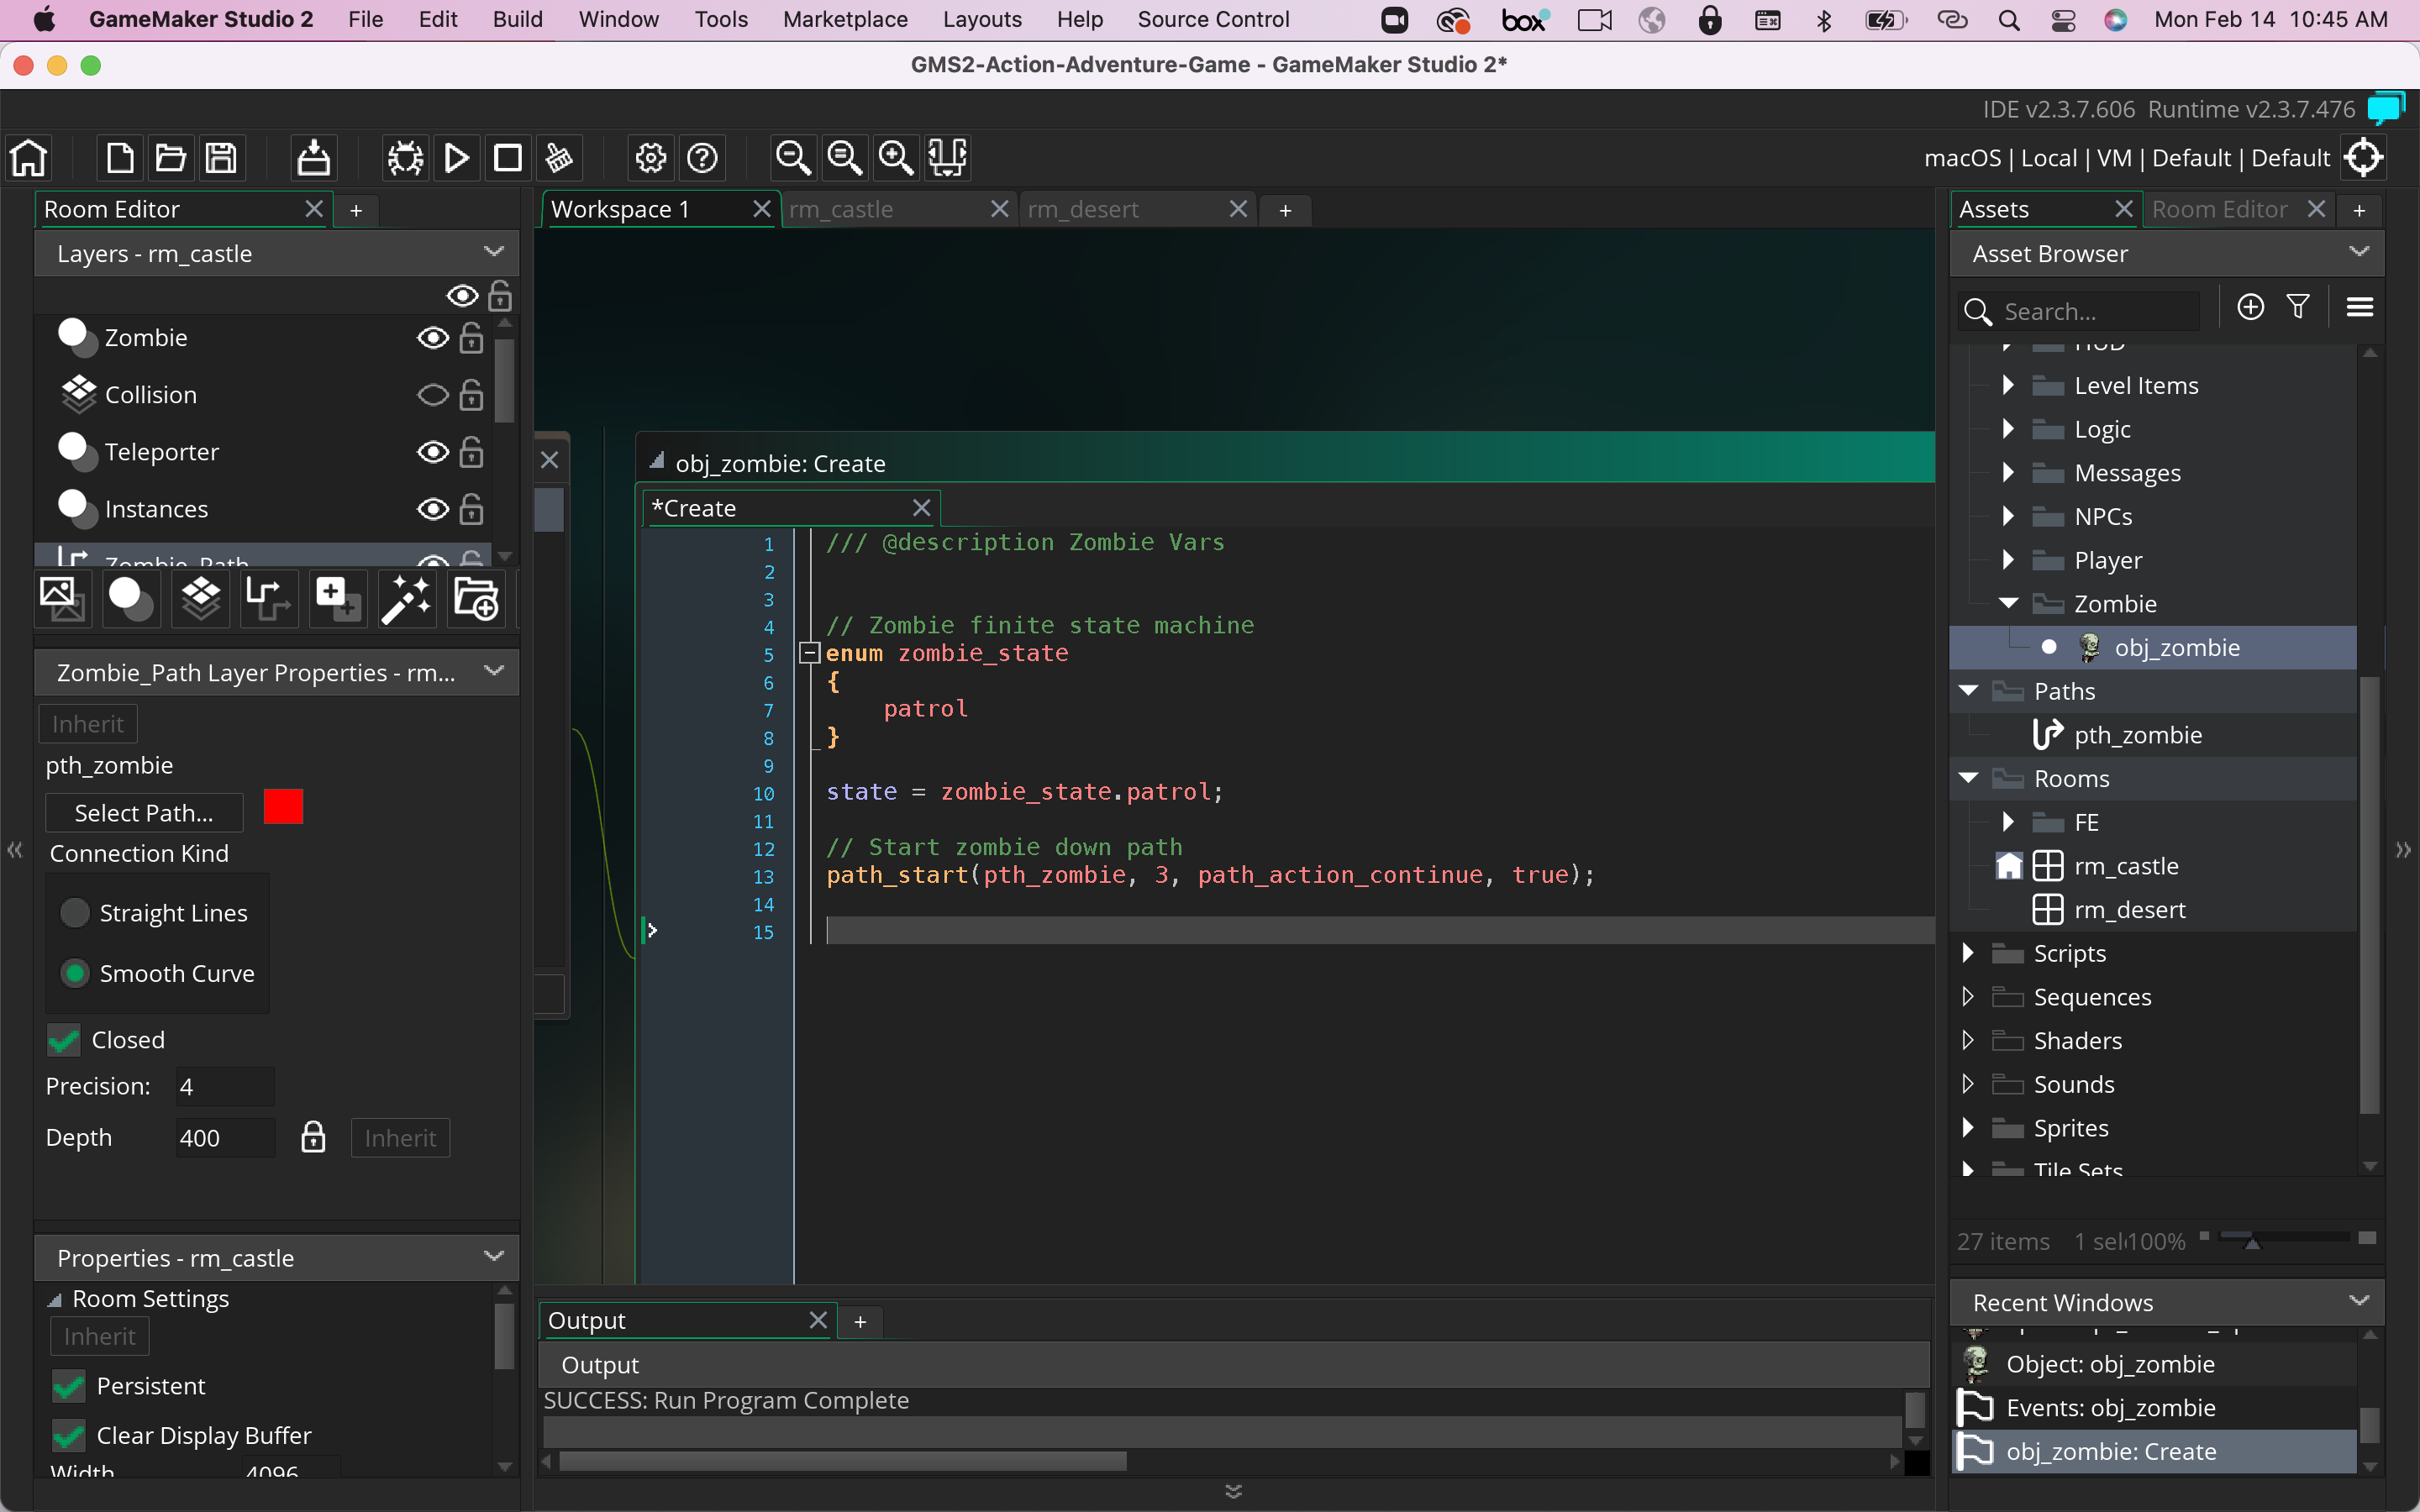 GameMaker Studio 2 File Edit Build Window Tools Marketplace Layouts Help Source Control box Mon Feb 14 10:45 AM
GMS2-Action-Adventure-Game - GameMaker Studio 2*
IDE v2.3.7.606 Runtime v2.3.7.476
macOS | Local | VM | Default | Default
Room Editor
Layers - rm_castle
Zombie
Collision
Teleporter
Instances
Zombie_Path
Zombie_Path Layer Properties - rm...
Inherit
pth_zombie
Select Path...
Connection Kind
Straight Lines
Smooth Curve
Closed
Precision: 4
Depth 400 Inherit
Properties - rm_castle
Room Settings
Inherit
Persistent
Clear Display Buffer
Width 4096
Workspace 1 rm_castle rm_desert
obj_zombie: Create
*Create
1 /// @description Zombie Vars
2
3
4 // Zombie finite state machine
5 enum zombie_state
6 {
7 patrol
8 }
9
10 state = zombie_state.patrol;
11
12 // Start zombie down path
13 path_start(pth_zombie, 3, path_action_continue, true);
14
15
Output
Output
SUCCESS: Run Program Complete
Assets Room Editor
Asset Browser
Search...
HUD
Level Items
Logic
Messages
NPCs
Player
Zombie
obj_zombie
Paths
pth_zombie
Rooms
FE
rm_castle
rm_desert
Scripts
Sequences
Shaders
Sounds
Sprites
Tile Sets
27 items 1 sel 100%
Recent Windows
Object: obj_zombie
Events: obj_zombie
obj_zombie: Create